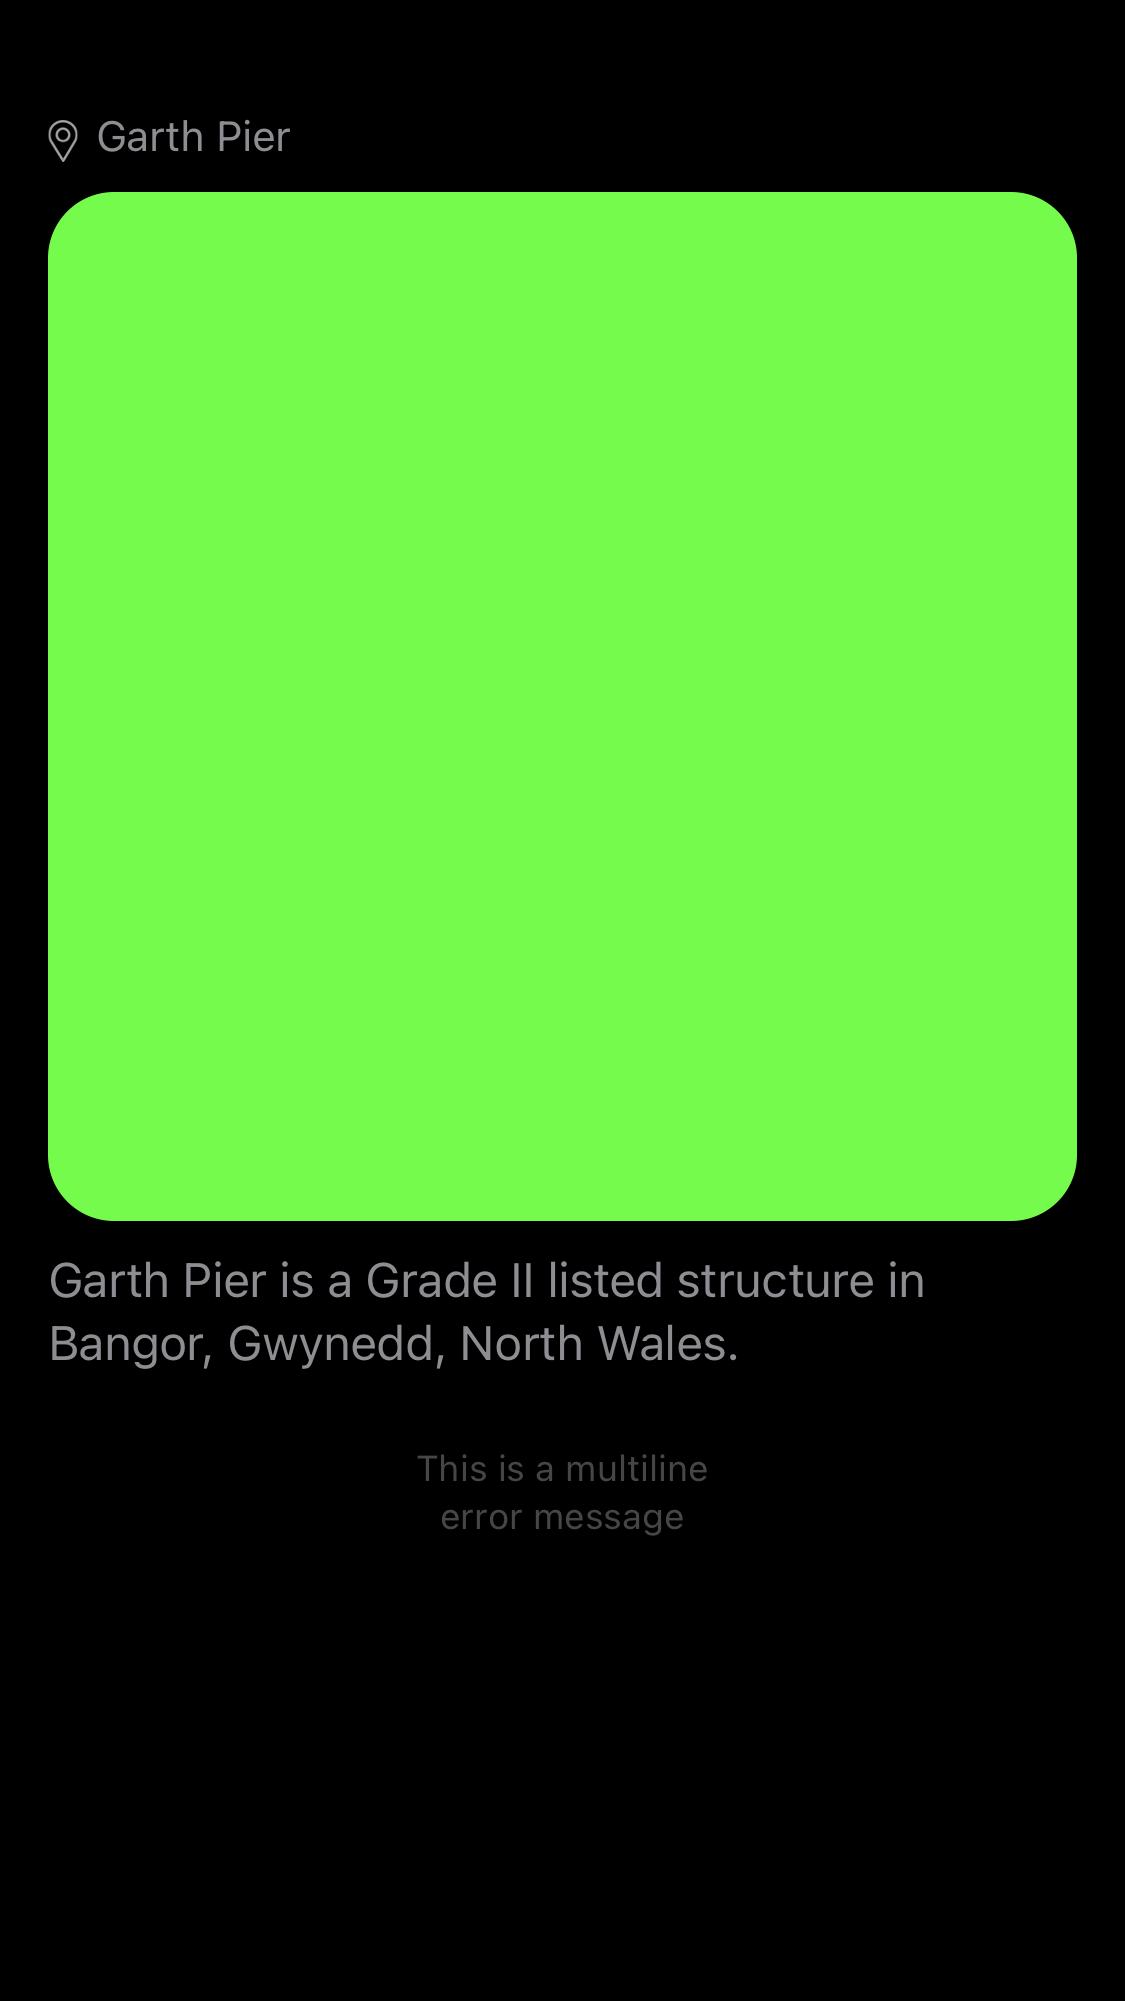 Garth Pier
Garth Pier is a Grade II listed structure in
Bangor, Gwynedd, North Wales.
This is a multiline
error message